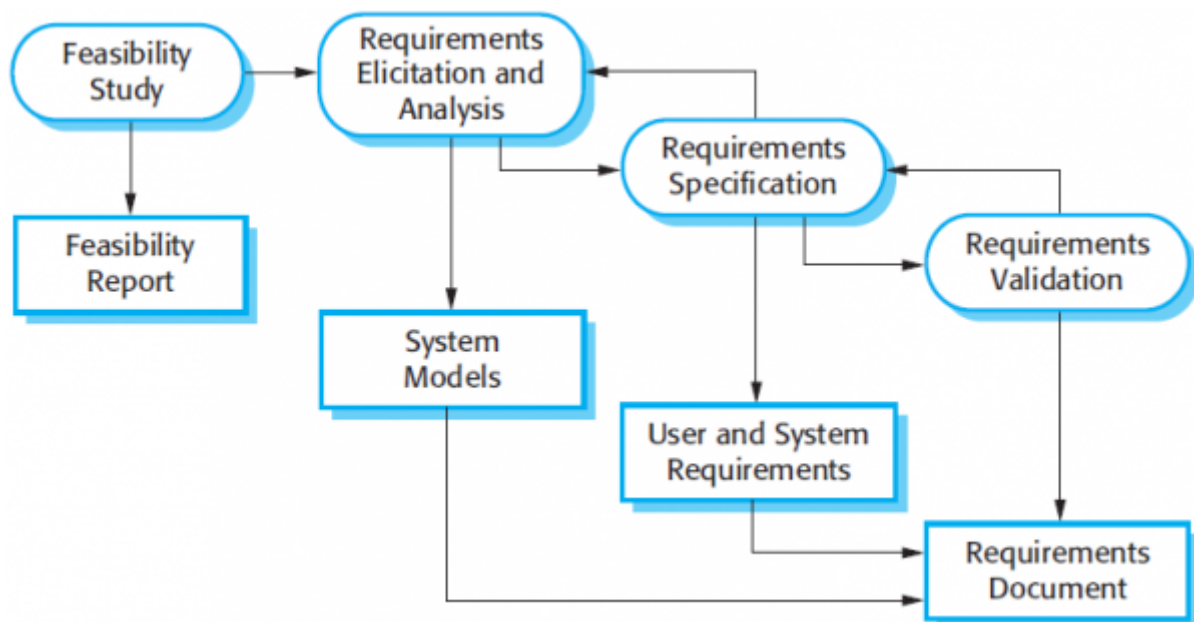 Feasibility
Study
Requirements
Elicitation and
Analysis
Requirements
Specification
Requirements
Validation
Feasibility
Report
System
Models
User and System
Requirements
Requirements
Document